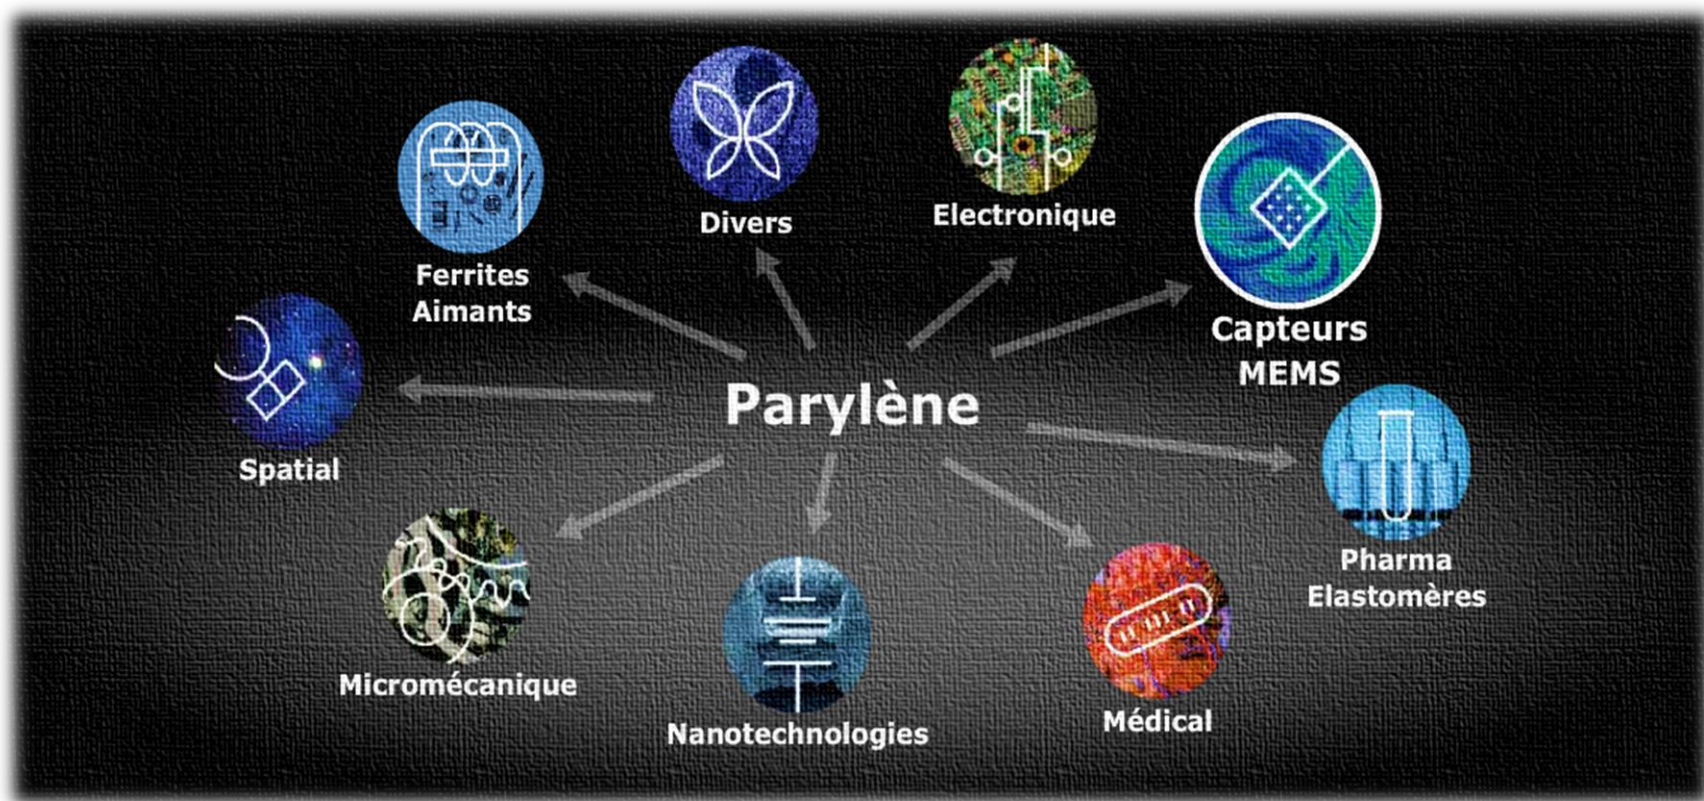 Divers
Electronique
Ferrites
Aimants
Capteurs
MEMS
Parylène
Spatial
Pharma
Elastomères
Micromécanique
Nanotechnologies
Médical